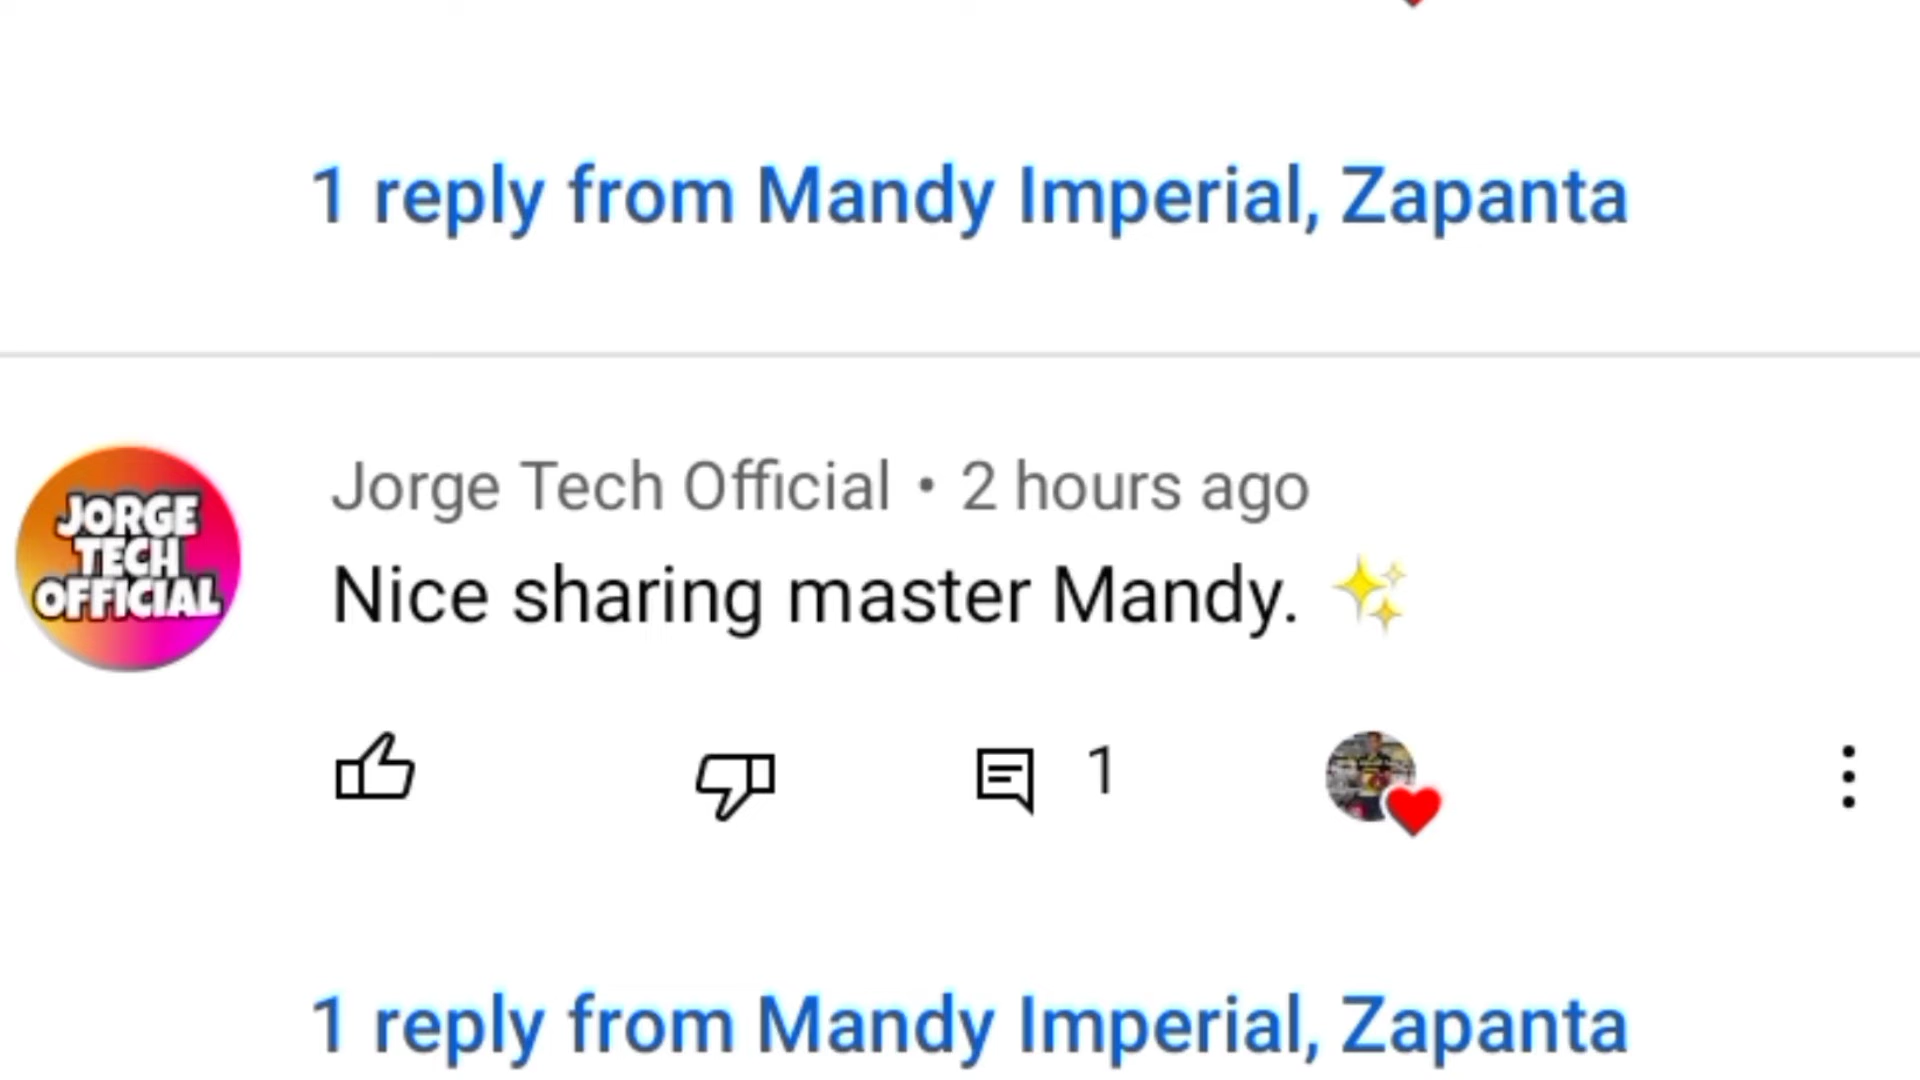 1 reply from Mandy Imperial, Zapanta
JORGE
TECH
OFFICIAL
Jorge Tech Official • 2 hours ago
Nice sharing master Mandy. ✨
1
1 reply from Mandy Imperial, Zapanta